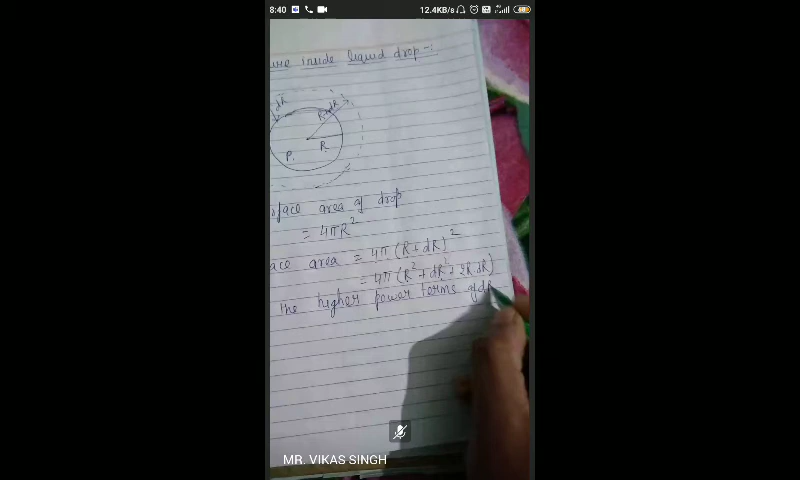 8:40 12.4KB/s
ure inside liquid drop :-
dR
R+dR
R
P.
rface area of drop
= 4πR²
ace area = 4π (R+dR)²
= 4π (R² + dR² + 2R dR)
the higher power terms of dR
MR. VIKAS SINGH